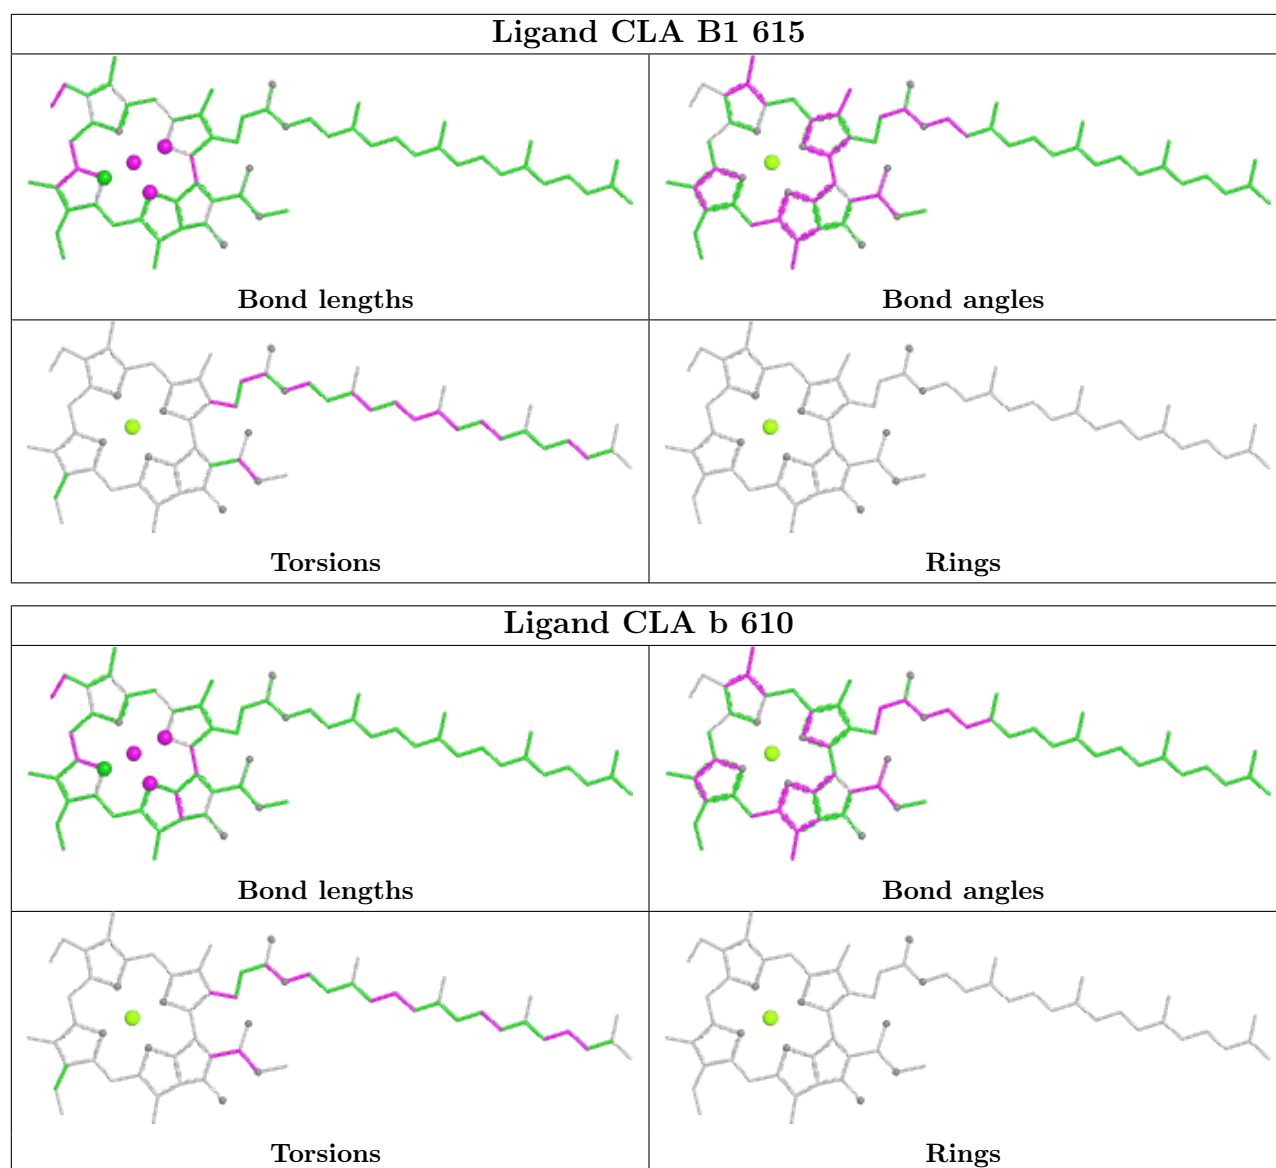 Ligand CLA B1 615
Bond lengths
Bond angles
Torsions
Rings
Ligand CLA b 610
Bond lengths
Bond angles
Torsions
Rings